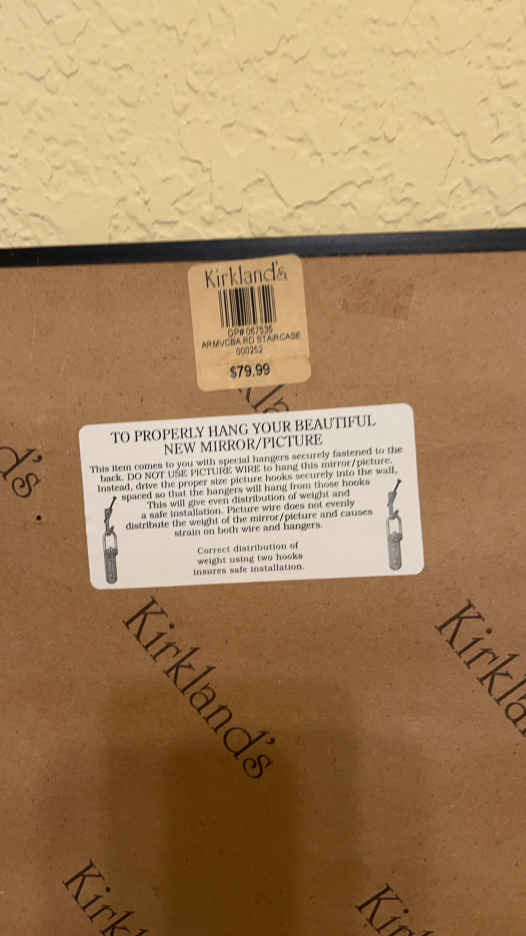 Kirkland's
GP# 067535
ARMVCBA RD STAIRCASE
000252
$79.99
TO PROPERLY HANG YOUR BEAUTIFUL
NEW MIRROR/PICTURE
This item comes to you with special hangers securely fastened to the
back. DO NOT USE PICTURE WIRE to hang this mirror/picture.
Instead, drive the proper size picture hooks securely into the wall,
spaced so that the hangers will hang from those hooks
This will give even distribution of weight and
a safe installation. Picture wire does not evenly
distribute the weight of the mirror/picture and causes
strain on both wire and hangers.
Correct distribution of
weight using two hooks
insures safe installation.
d's.
Kirkland's
Kirkla
Kirkl
Kir